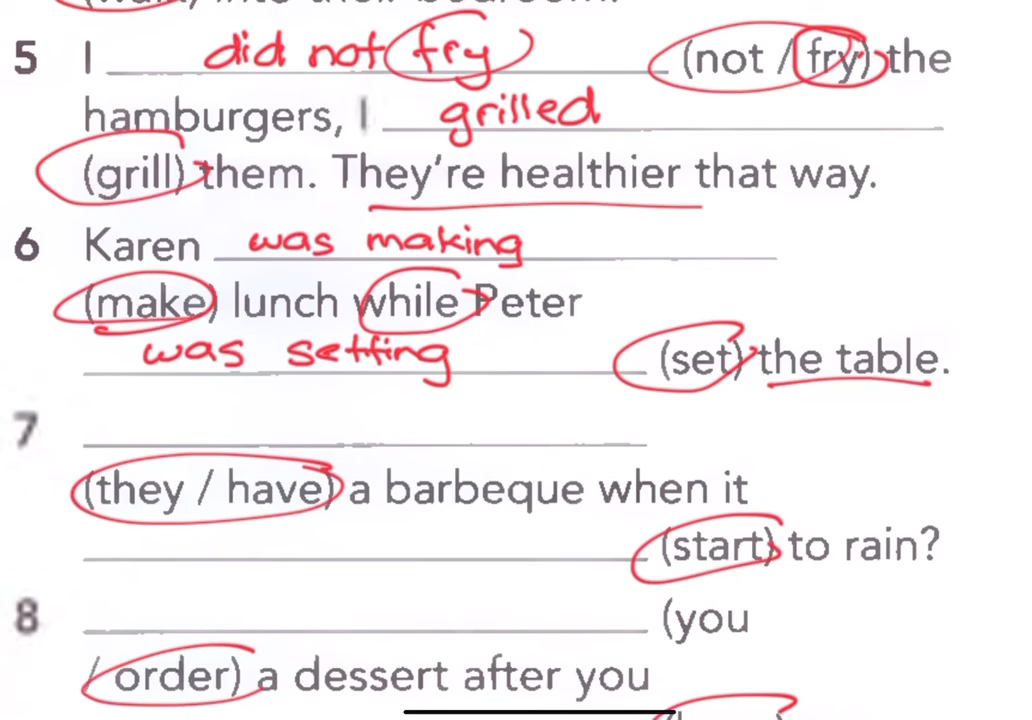 5 I did not fry (not / fry) the
hamburgers, I grilled
(grill) them. They're healthier that way.
6 Karen was making
(make) lunch while Peter
was setting (set) the table.
7
(they / have) a barbeque when it
(start) to rain?
8 (you
/ order) a dessert after you